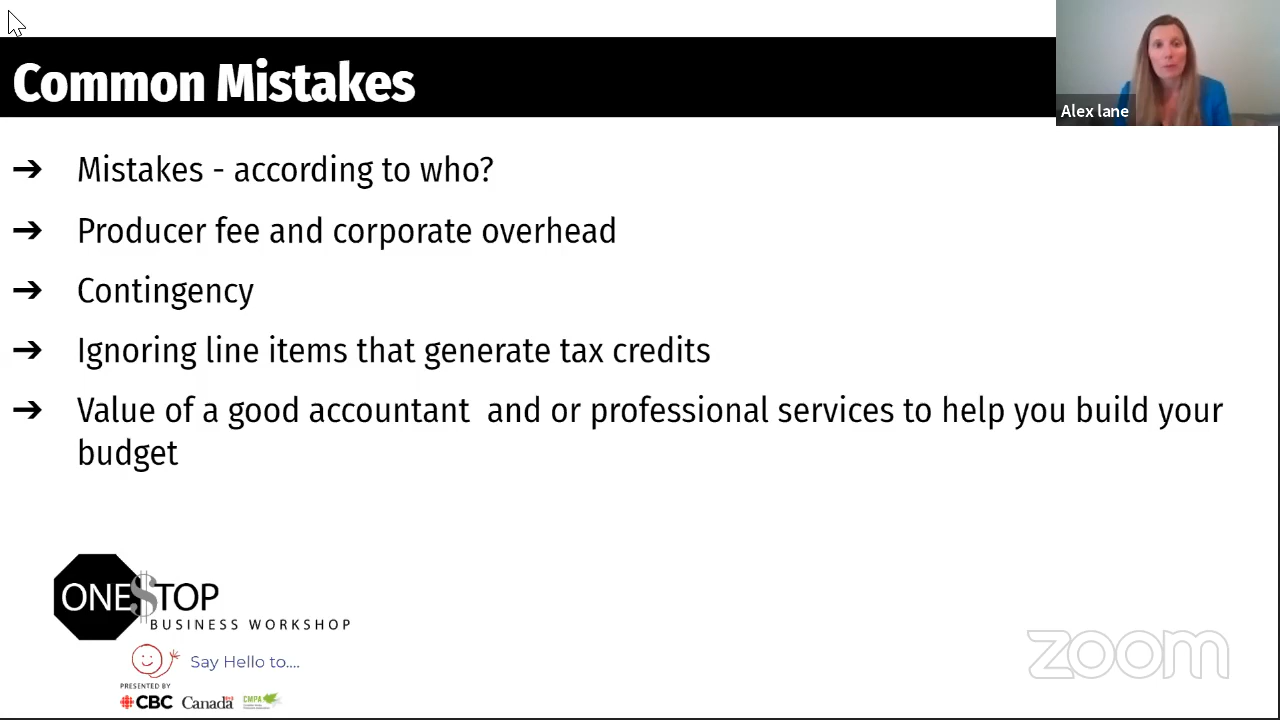 Common Mistakes
Alex lane
➔ Mistakes - according to who?
➔ Producer fee and corporate overhead
➔ Contingency
➔ Ignoring line items that generate tax credits
➔ Value of a good accountant  and or professional services to help you build your
budget
ONE$TOP
BUSINESS WORKSHOP
Say Hello to....
PRESENTED BY
CBC Canada CMPA
zoom